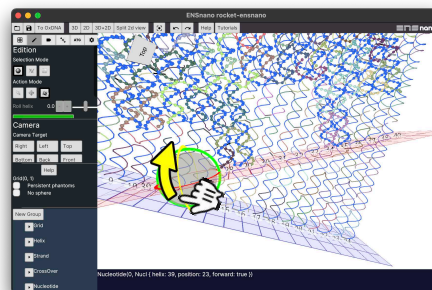 ENSnano rocket-ensnano
To OxDNA
3D
2D
3D+2D
Split 2d view
Help
Tutorials
Edition
Selection Mode
Action Mode
Roll helix
0.0
Camera
Camera Target
Right
Left
Top
Bottom
Back
Front
Help
Grid(0, 1)
Persistent phantoms
No sphere
New Group
Grid
Helix
Strand
CrossOver
Nucleotide
Top
Nucleotide(0, Nucl { helix: 39, position: 23, forward: true })